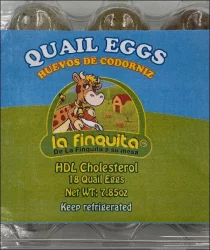 QUAIL EGGS
HUEVOS DE CODORNIZ
la finquita
De La Finquita a su mesa
HDL Cholesterol
18 Quail Eggs
Net WT. 7.85oz
Keep refrigerated